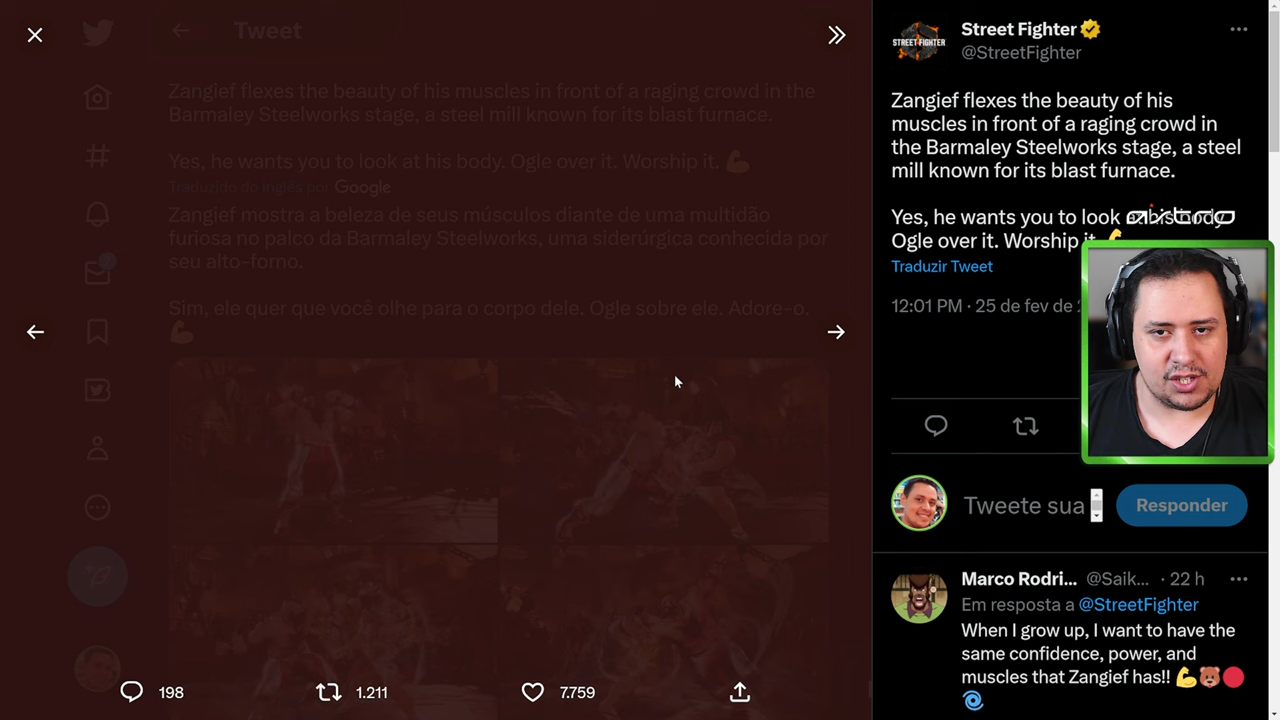 Tweet
Zangief flexes the beauty of his muscles in front of a raging crowd in the
Barmaley Steelworks stage, a steel mill known for its blast furnace.
Yes, he wants you to look at his body. Ogle over it. Worship it. 💪
Traduzido do inglês por Google
Zangief mostra a beleza de seus músculos diante de uma multidão
furiosa no palco da Barmaley Steelworks, uma siderúrgica conhecida por
seu alto-forno.
Sim, ele quer que você olhe para o corpo dele. Ogle sobre ele. Adore-o.
💪
198
1.211
7.759
STREET FIGHTER
Street Fighter
@StreetFighter
Zangief flexes the beauty of his
muscles in front of a raging crowd in
the Barmaley Steelworks stage, a steel
mill known for its blast furnace.
Yes, he wants you to look at his body.
Ogle over it. Worship it. 💪
Traduzir Tweet
12:01 PM · 25 de fev de
Tweete sua
Responder
Marco Rodri... @Saik... · 22 h
Em resposta a @StreetFighter
When I grow up, I want to have the
same confidence, power, and
muscles that Zangief has!! 💪🐻🔴
🌀